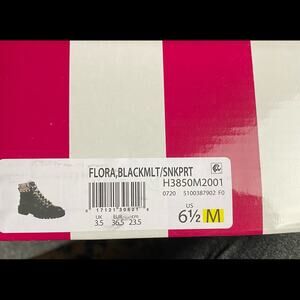 FLORA,BLACKMLT/SNKPRT
H3850M2001
0720 5100387902 F0
UK EUR cm
3.5 36.5 23.5
US
6½ M